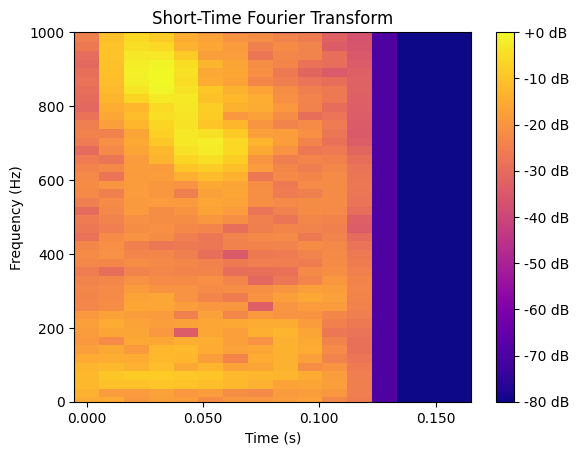 Short-Time Fourier Transform
1000
800
600
400
200
0
Frequency (Hz)
0.000
0.050
0.100
0.150
Time (s)
+0 dB
-10 dB
-20 dB
-30 dB
-40 dB
-50 dB
-60 dB
-70 dB
-80 dB